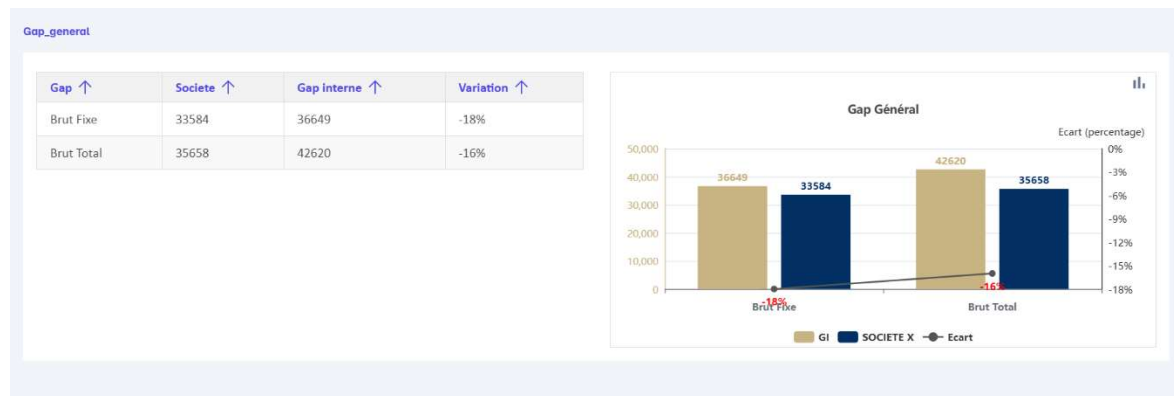 Gap_general
Gap ↑ Societe ↑ Gap interne ↑ Variation ↑
Brut Fixe 33584 36649 -18%
Brut Total 35658 42620 -16%
Gap Général
Ecart (percentage)
50,000
40,000
30,000
20,000
10,000
0
36649
33584
42620
35658
0%
-3%
-6%
-9%
-12%
-15%
-18%
-18%
-16%
Brut Fixe
Brut Total
GI SOCIETE X Ecart